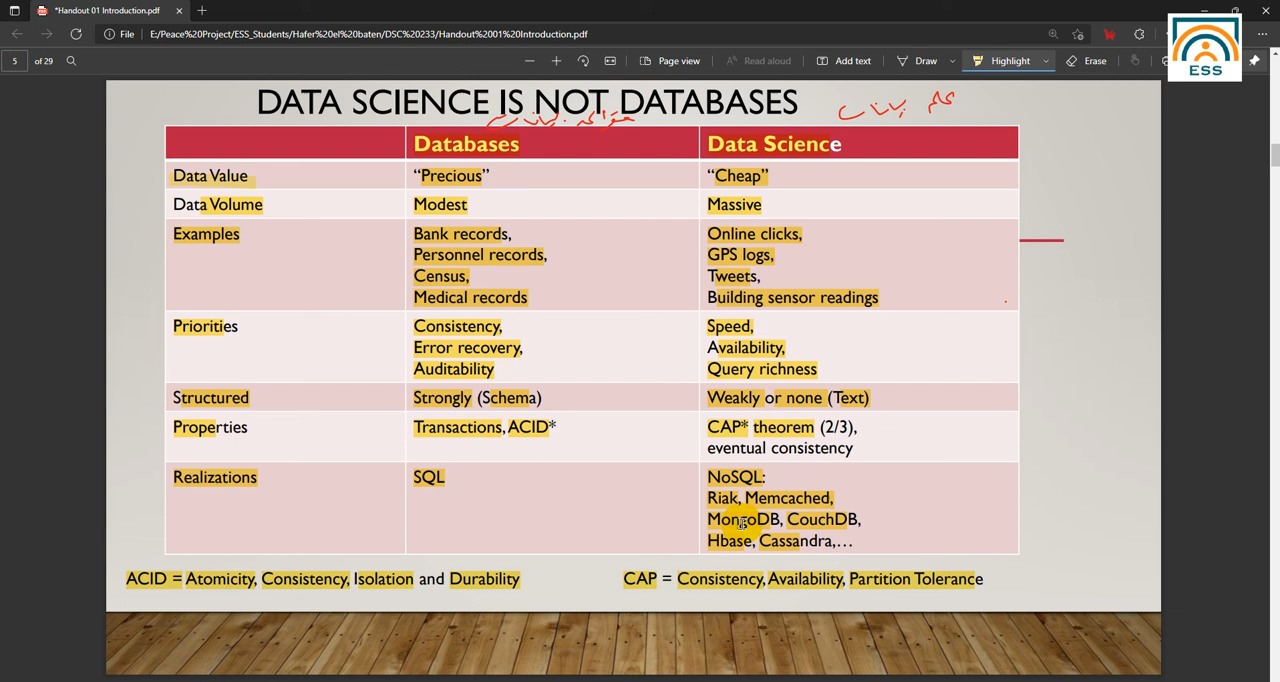 *Handout 01 Introduction.pdf
File
E:/Peace%20Project/ESS_Students/Hafer%20el%20baten/DSC%20233/Handout%2001%20Introduction.pdf
5 of 29
Page view
Read aloud
Add text
Draw
Highlight
Erase
ESS
DATA SCIENCE IS NOT DATABASES
علم بيانات
بيانات
Databases Data Science
Data Value "Precious" "Cheap"
Data Volume Modest Massive
Examples Bank records, Online clicks,
Personnel records, GPS logs,
Census, Tweets,
Medical records Building sensor readings
Priorities Consistency, Speed,
Error recovery, Availability,
Auditability Query richness
Structured Strongly (Schema) Weakly or none (Text)
Properties Transactions, ACID* CAP* theorem (2/3),
eventual consistency
Realizations SQL NoSQL:
Riak, Memcached,
MongoDB, CouchDB,
Hbase, Cassandra,…
ACID = Atomicity, Consistency, Isolation and Durability CAP = Consistency, Availability, Partition Tolerance